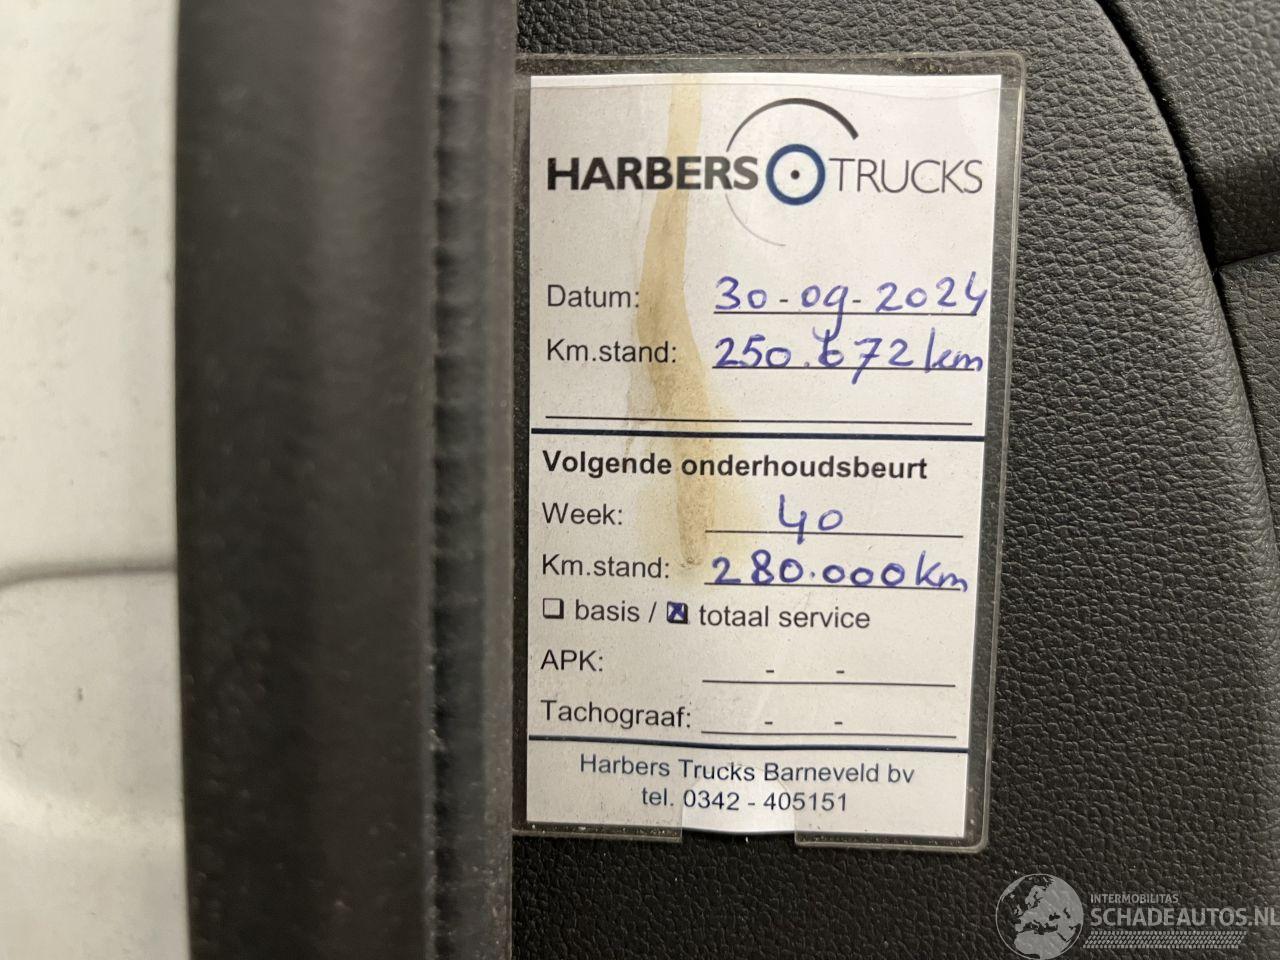 HARBERS TRUCKS
Datum: 30-09-2024
Km.stand: 250.672 km
Volgende onderhoudsbeurt
Week: 40
Km.stand: 280.000 km
basis / totaal service
APK: - -
Tachograaf: - -
Harbers Trucks Barneveld bv
tel. 0342 - 405151
INTERMOBILITAS
SCHADEAUTOS.NL